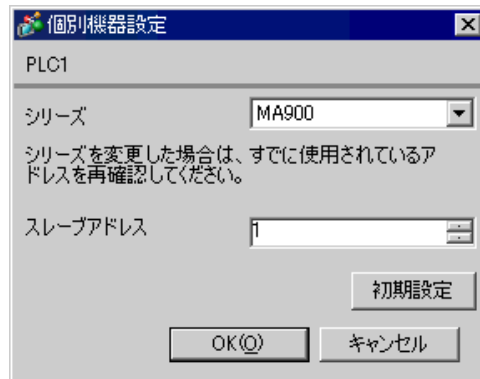 個別機器設定
PLC1
シリーズ
MA900
シリーズを変更した場合は、すでに使用されているア
ドレスを再確認してください。
スレーブアドレス
1
初期設定
OK(O)
キャンセル